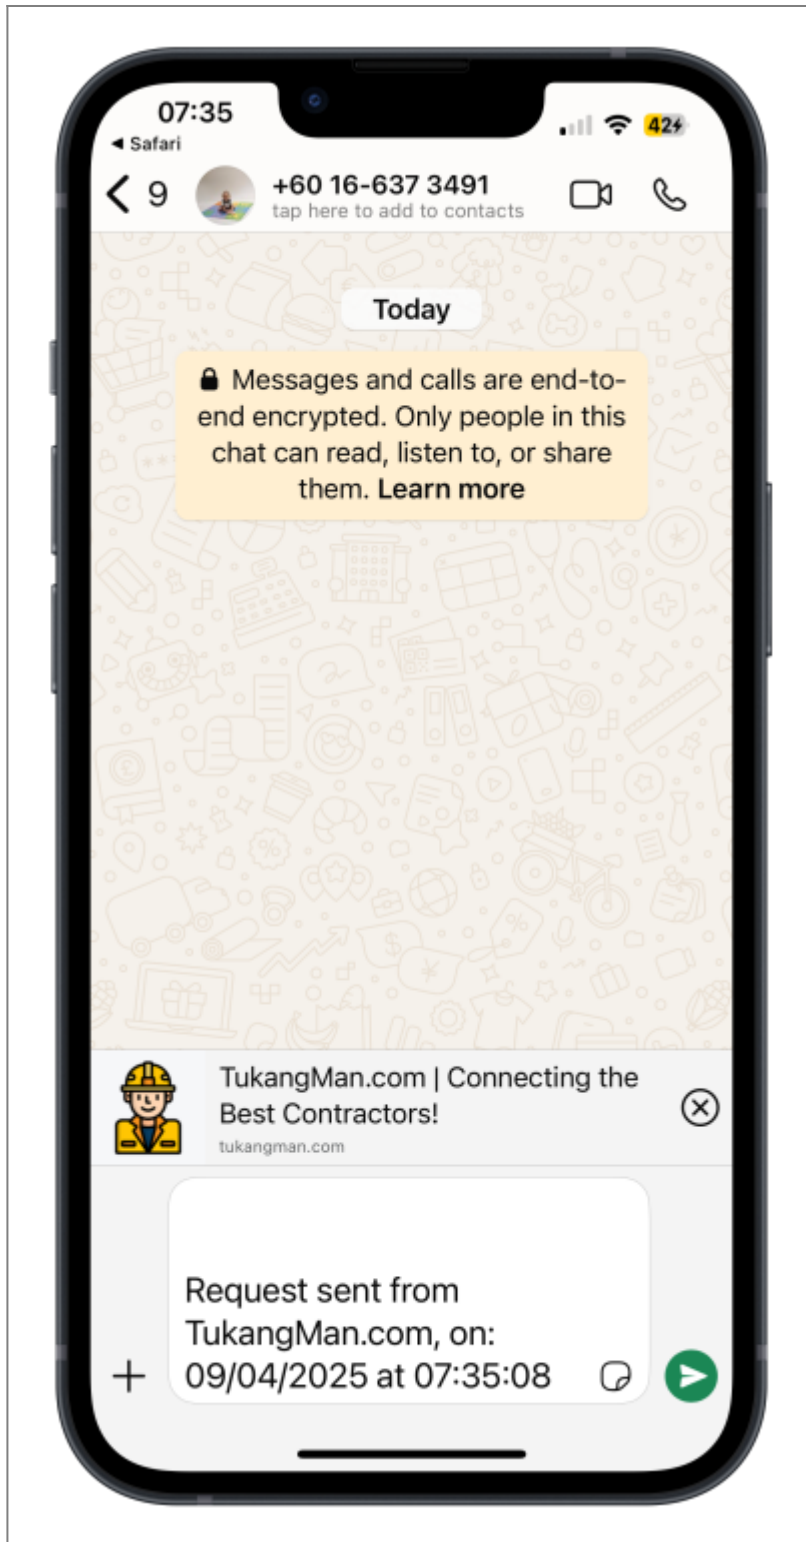 07:35
◀ Safari
42
9
+60 16-637 3491
tap here to add to contacts
Today
Messages and calls are end-to-
end encrypted. Only people in this
chat can read, listen to, or share
them. Learn more
TukangMan.com | Connecting the
Best Contractors!
tukangman.com
Request sent from
TukangMan.com, on:
09/04/2025 at 07:35:08